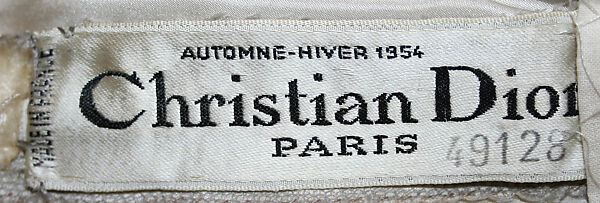 AUTOMNE-HIVER 1954
Christian Dior
PARIS
49128
MADE IN FRANCE